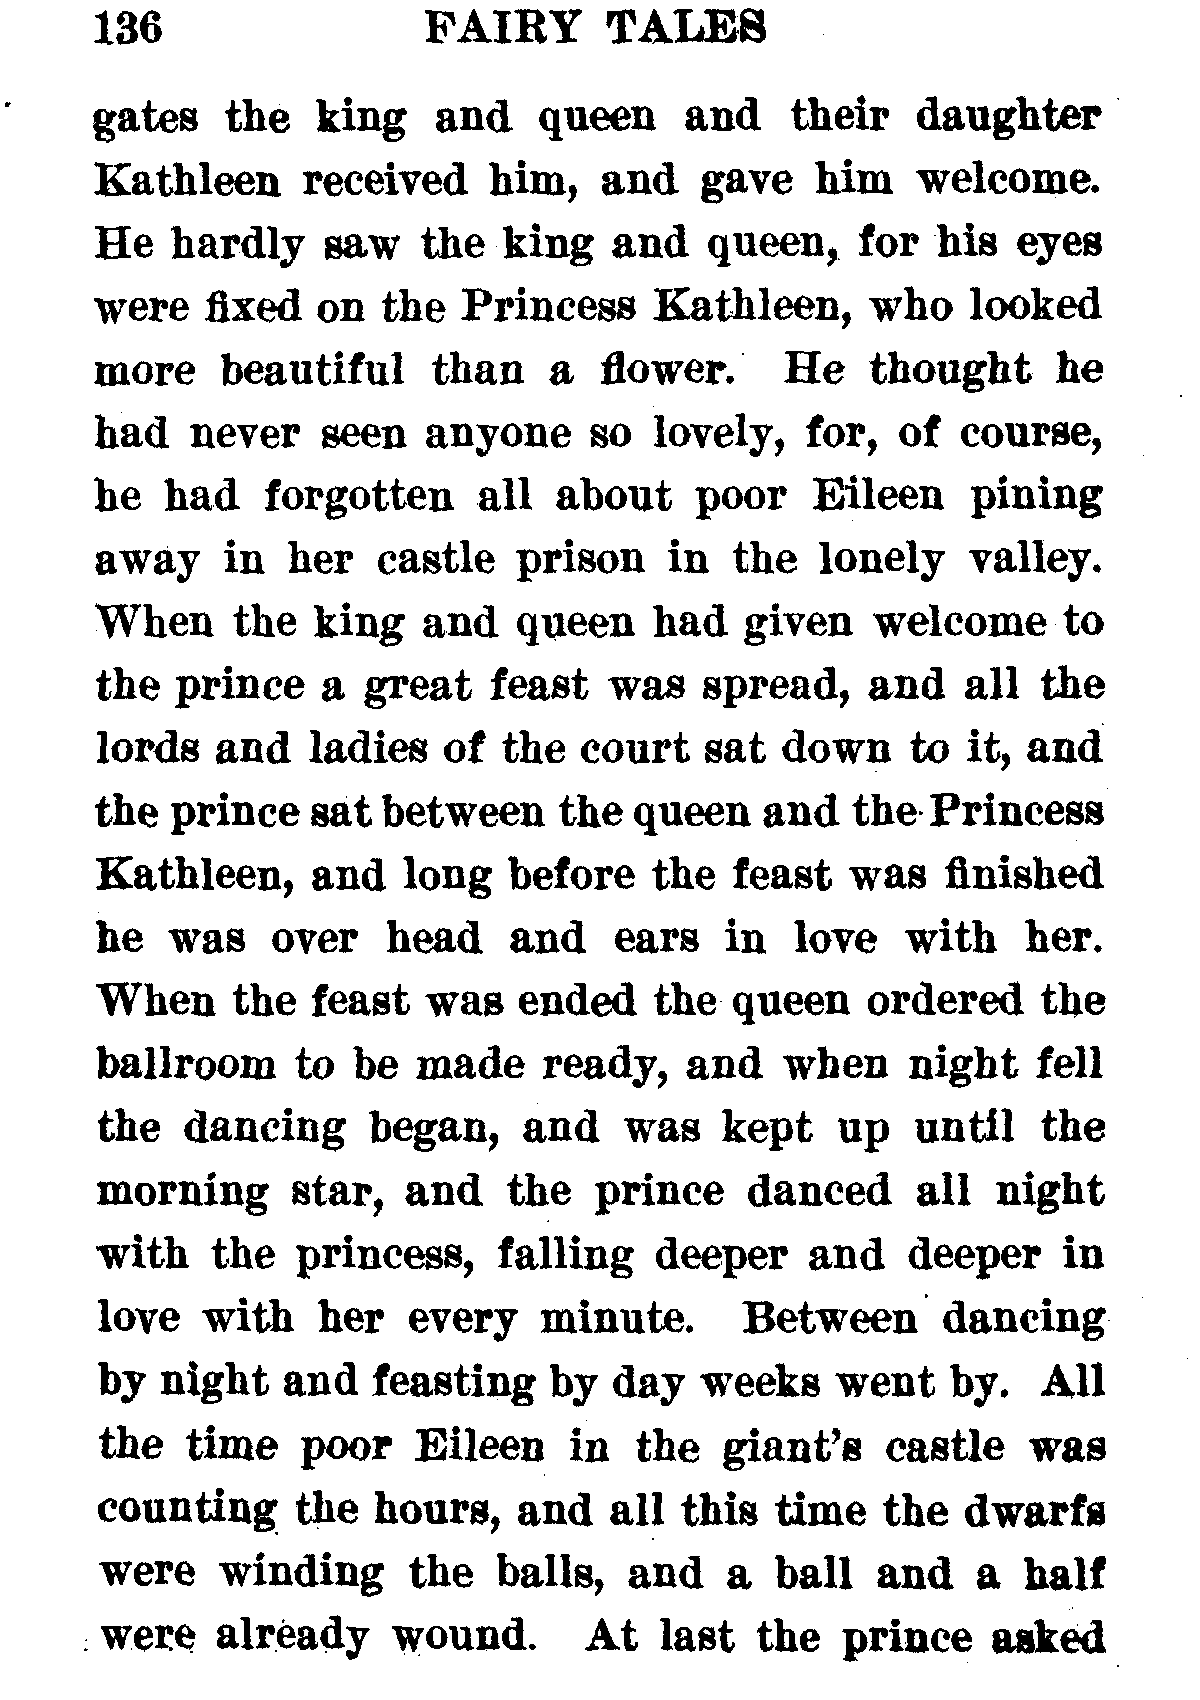 136 FAIRY TALES
gates the king and queen and their daughter
Kathleen received him, and gave him welcome.
He hardly saw the king and queen, for his eyes
were fixed on the Princess Kathleen, who looked
more beautiful than a flower. He thought he
had never seen anyone so lovely, for, of course,
he had forgotten all about poor Eileen pining
away in her castle prison in the lonely valley.
When the king and queen had given welcome to
the prince a great feast was spread, and all the
lords and ladies of the court sat down to it, and
the prince sat between the queen and the Princess
Kathleen, and long before the feast was finished
he was over head and ears in love with her.
When the feast was ended the queen ordered the
ballroom to be made ready, and when night fell
the dancing began, and was kept up until the
morning star, and the prince danced all night
with the princess, falling deeper and deeper in
love with her every minute. Between dancing
by night and feasting by day weeks went by. All
the time poor Eileen in the giant's castle was
counting the hours, and all this time the dwarfs
were winding the balls, and a ball and a half
were already wound. At last the prince asked